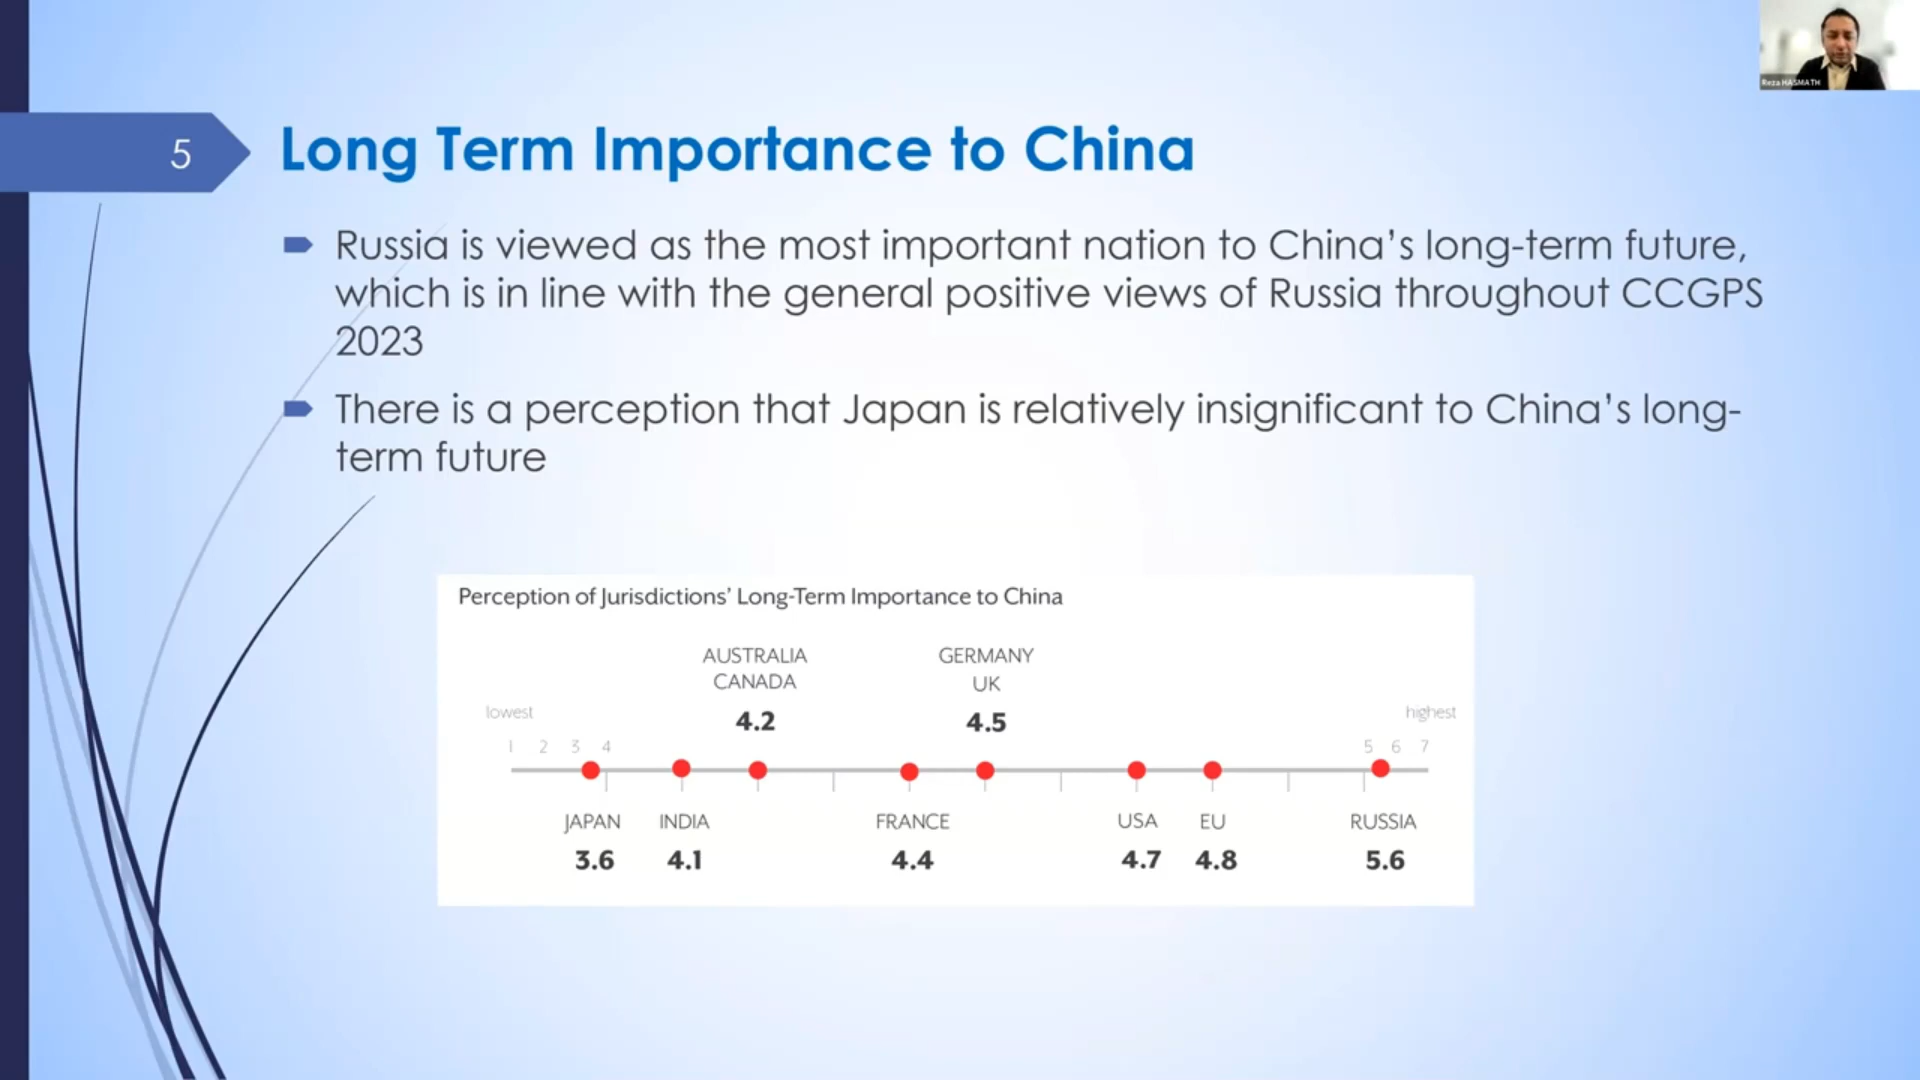 Reza HASMATH
5
Long Term Importance to China
Russia is viewed as the most important nation to China’s long-term future,
which is in line with the general positive views of Russia throughout CCGPS
2023
There is a perception that Japan is relatively insignificant to China’s long-
term future
Perception of Jurisdictions’ Long-Term Importance to China
AUSTRALIA
CANADA
4.2
GERMANY
UK
4.5
lowest
highest
1 2 3 4
5 6 7
JAPAN INDIA FRANCE USA EU RUSSIA
3.6 4.1 4.4 4.7 4.8 5.6